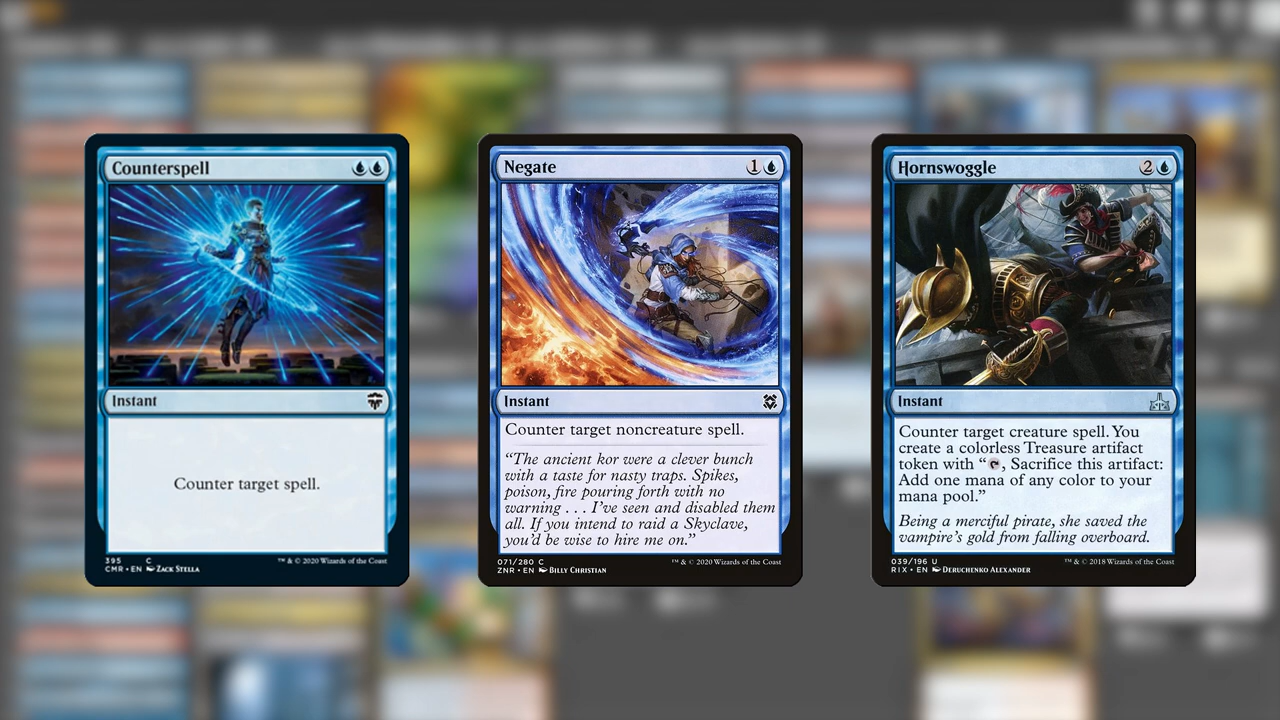 Counterspell
Instant
Counter target spell.
395 C
CMR • EN Zack Stella
™ & © 2020 Wizards of the Coast
Negate 1
Instant
Counter target noncreature spell.
“The ancient kor were a clever bunch
with a taste for nasty traps. Spikes,
poison, fire pouring forth with no
warning . . . I’ve seen and disabled them
all. If you intend to raid a Skyclave,
you’d be wise to hire me on.”
071/280 C
ZNR • EN Billy Christian
™ & © 2020 Wizards of the Coast
Hornswoggle 2
Instant
Counter target creature spell. You
create a colorless Treasure artifact
token with “, Sacrifice this artifact:
Add one mana of any color to your
mana pool.”
Being a merciful pirate, she saved the
vampire’s gold from falling overboard.
039/196 U
RIX • EN Deruchenko Alexander
™ & © 2018 Wizards of the Coast